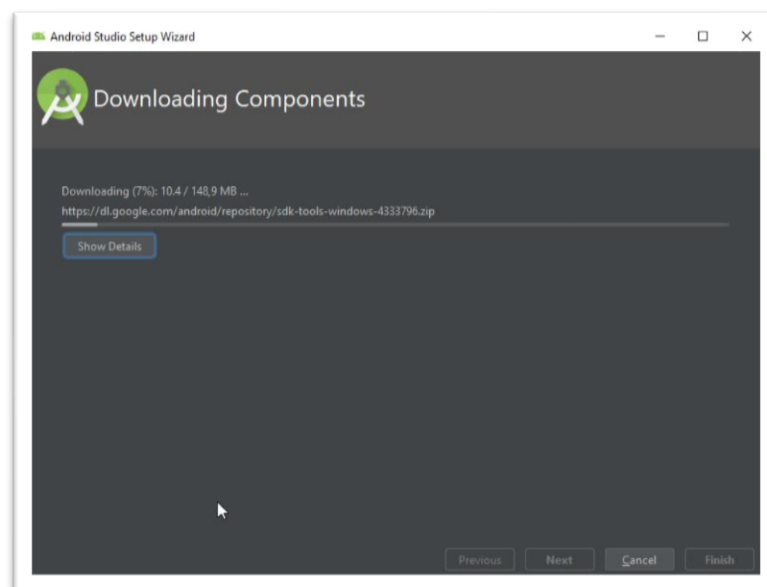 Android Studio Setup Wizard
Downloading Components
Downloading (7%): 10.4 / 148,9 MB ...
https://dl.google.com/android/repository/sdk-tools-windows-4333796.zip
Show Details
Previous Next Cancel Finish